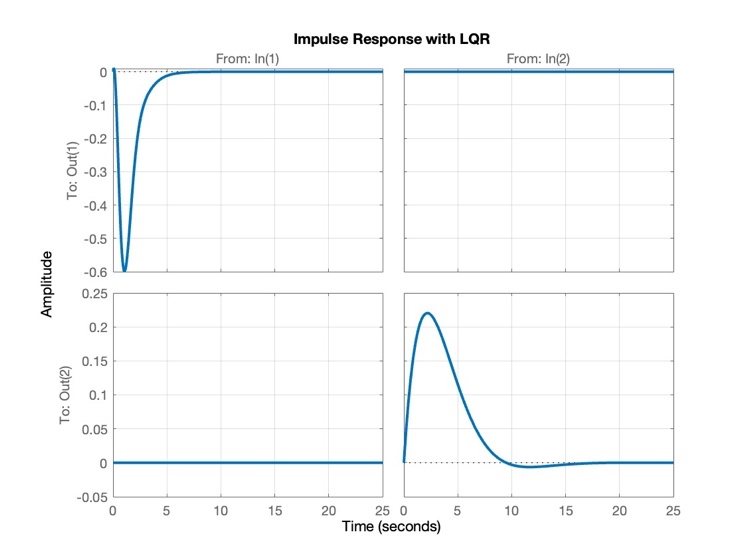 Impulse Response with LQR
From: In(1)
From: In(2)
To: Out(1)
0
-0.1
-0.2
-0.3
-0.4
-0.5
-0.6
Amplitude
To: Out(2)
0.25
0.2
0.15
0.1
0.05
0
-0.05
0 5 10 15 20 25
0 5 10 15 20 25
Time (seconds)